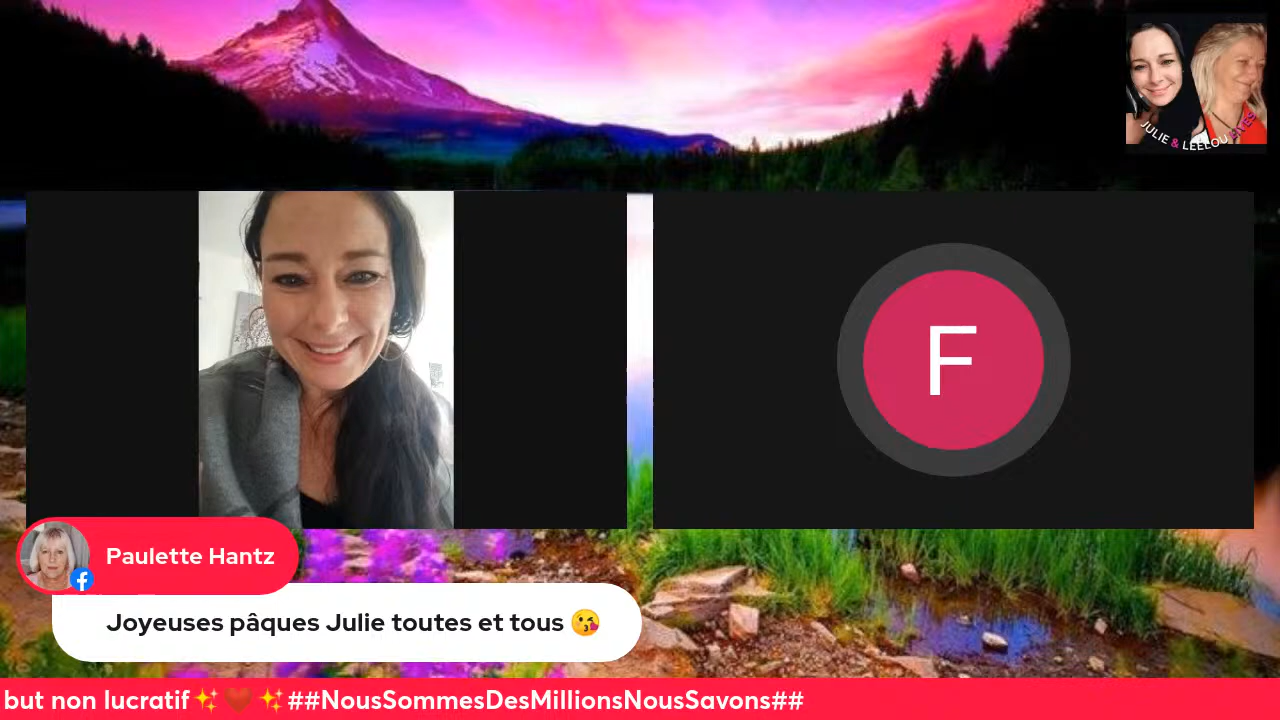 JULIE & LEELOU
F
Paulette Hantz
Joyeuses pâques Julie toutes et tous 😘
but non lucratif✨❤️✨##NousSommesDesMillionsNousSavons##